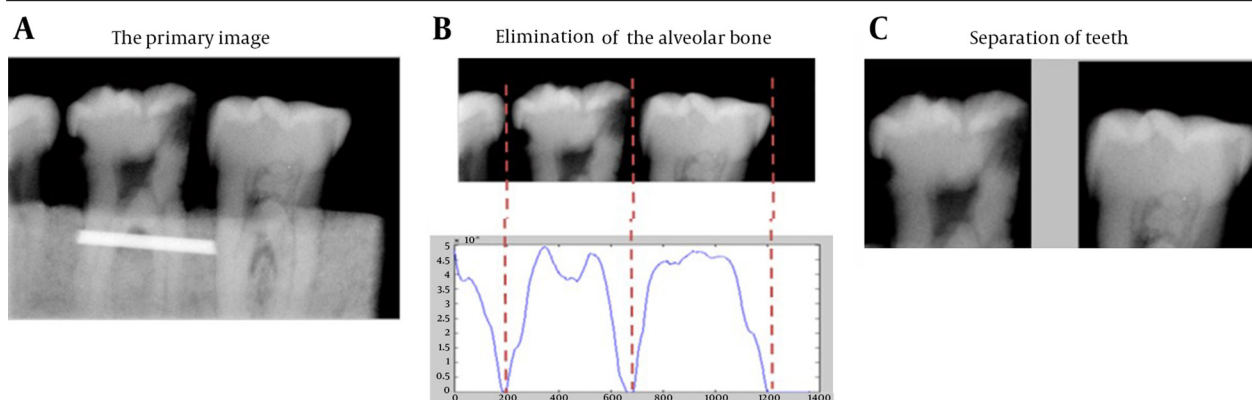 A
The primary image
B
Elimination of the alveolar bone
C
Separation of teeth
5
4.5
4
3.5
3
2.5
2
1.5
1
0.5
0
0 200 400 600 800 1000 1200 1400